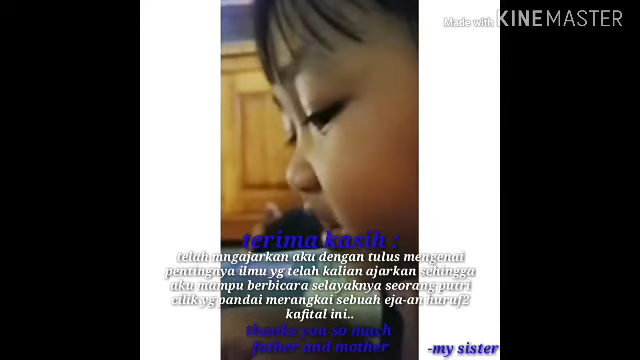 Made with KINEMASTER
terima kasih :
telah mngajarkan aku dengan tulus mengenai
pentingnya ilmu yg telah kalian ajarkan sehingga
aku mampu berbicara selayaknya seorang putri
cilik yg pandai merangkai sebuah eja-an huruf2
kafital ini..
thanks you so much
father and mother
-my sister